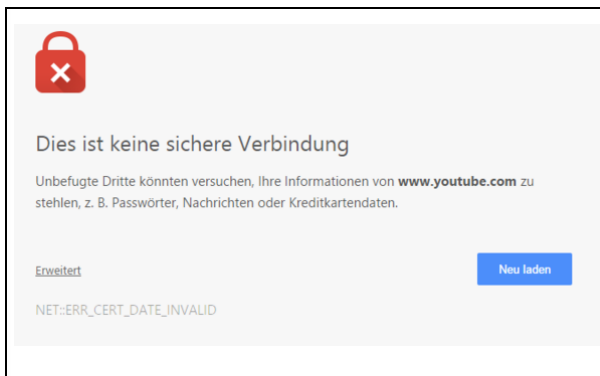 Dies ist keine sichere Verbindung
Unbefugte Dritte könnten versuchen, Ihre Informationen von www.youtube.com zu
stehlen, z. B. Passwörter, Nachrichten oder Kreditkartendaten.
Erweitert
Neu laden
NET::ERR_CERT_DATE_INVALID